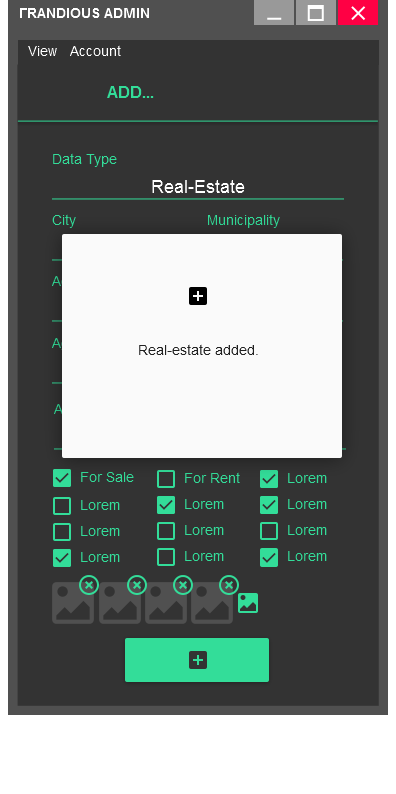 FRANDIOUS ADMIN
View Account
ADD...
Data Type
Real-Estate
City Municipality
Real-estate added.
For Sale For Rent Lorem
Lorem Lorem Lorem
Lorem Lorem Lorem
Lorem Lorem Lorem